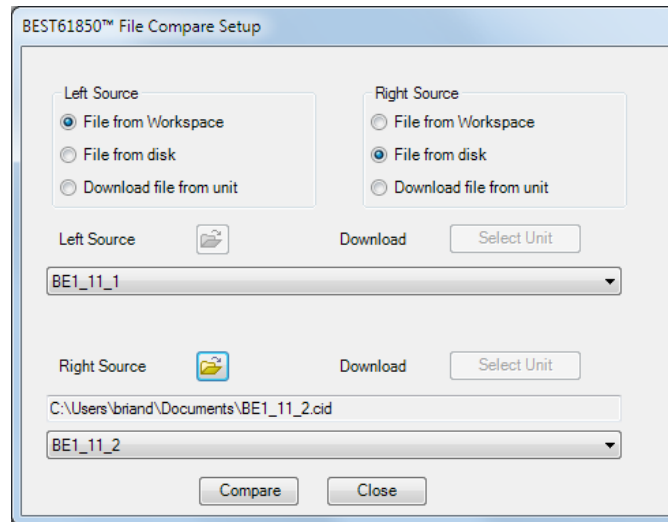 BEST61850™ File Compare Setup
Left Source
Right Source
File from Workspace
File from Workspace
File from disk
File from disk
Download file from unit
Download file from unit
Left Source
Download
Select Unit
BE1_11_1
Right Source
Download
Select Unit
C:\Users\briand\Documents\BE1_11_2.cid
BE1_11_2
Compare
Close